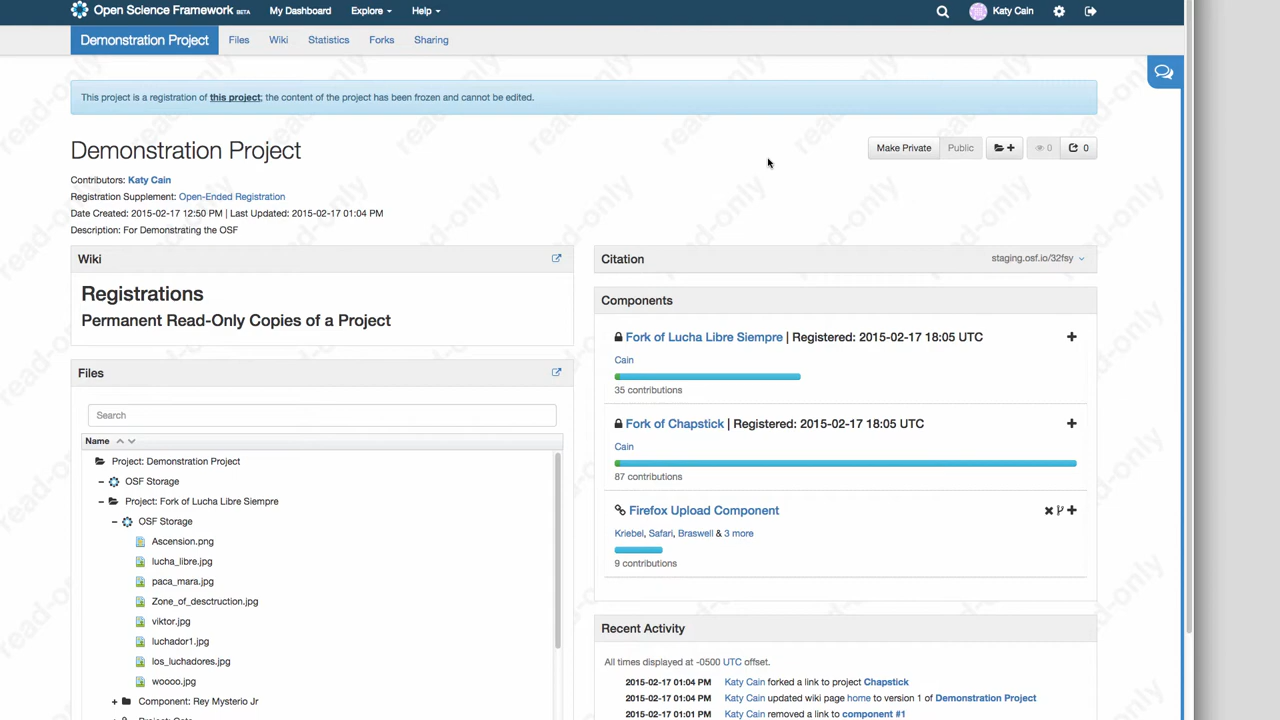 Open Science Framework BETA My Dashboard Explore Help Katy Cain
Demonstration Project Files Wiki Statistics Forks Sharing
This project is a registration of this project; the content of the project has been frozen and cannot be edited.
Demonstration Project
Make Private Public 0 0
Contributors: Katy Cain
Registration Supplement: Open-Ended Registration
Date Created: 2015-02-17 12:50 PM | Last Updated: 2015-02-17 01:04 PM
Description: For Demonstrating the OSF
Wiki
Registrations
Permanent Read-Only Copies of a Project
Files
Search
Name
Project: Demonstration Project
OSF Storage
Project: Fork of Lucha Libre Siempre
OSF Storage
Ascension.png
lucha_libre.jpg
paca_mara.jpg
Zone_of_desctruction.jpg
viktor.jpg
luchador1.jpg
los_luchadores.jpg
woooo.jpg
Component: Rey Mysterio Jr
Citation staging.osf.io/32fsy
Components
Fork of Lucha Libre Siempre | Registered: 2015-02-17 18:05 UTC
Cain
35 contributions
Fork of Chapstick | Registered: 2015-02-17 18:05 UTC
Cain
87 contributions
Firefox Upload Component
Kriebel, Safari, Braswell & 3 more
9 contributions
Recent Activity
All times displayed at -0500 UTC offset.
2015-02-17 01:04 PM Katy Cain forked a link to project Chapstick
2015-02-17 01:04 PM Katy Cain updated wiki page home to version 1 of Demonstration Project
2015-02-17 01:01 PM Katy Cain removed a link to component #1
read-only